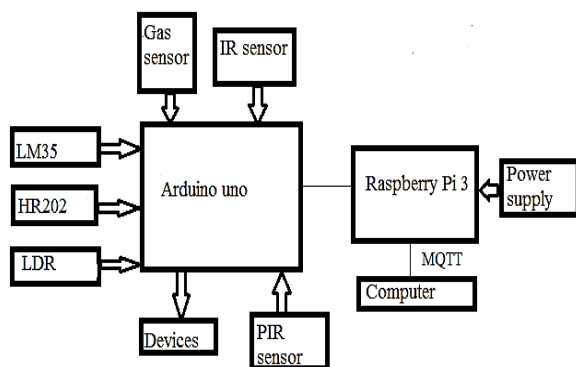 Gas
sensor
IR sensor
LM35
HR202
LDR
Arduino uno
Raspberry Pi 3
Power
supply
MQTT
Computer
Devices
PIR
sensor